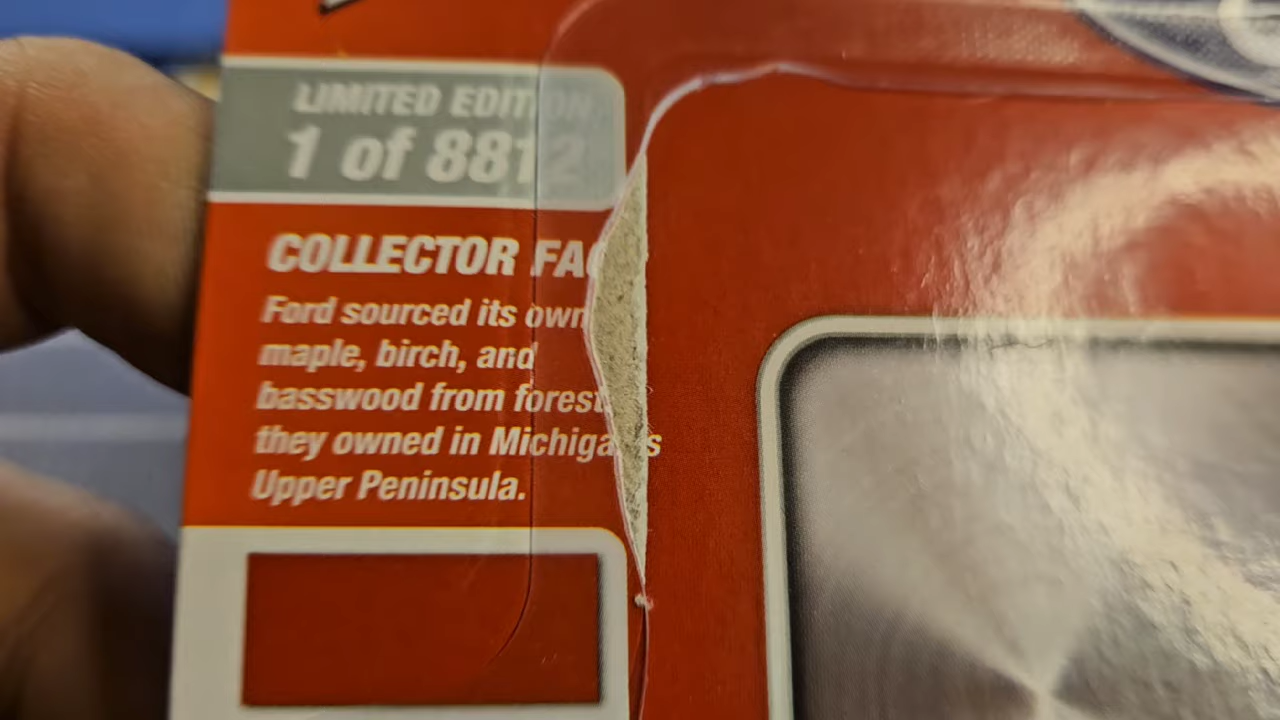 LIMITED EDITION
1 of 8812
COLLECTOR FAC
Ford sourced its own
maple, birch, and
basswood from forest
they owned in Michiga s
Upper Peninsula.